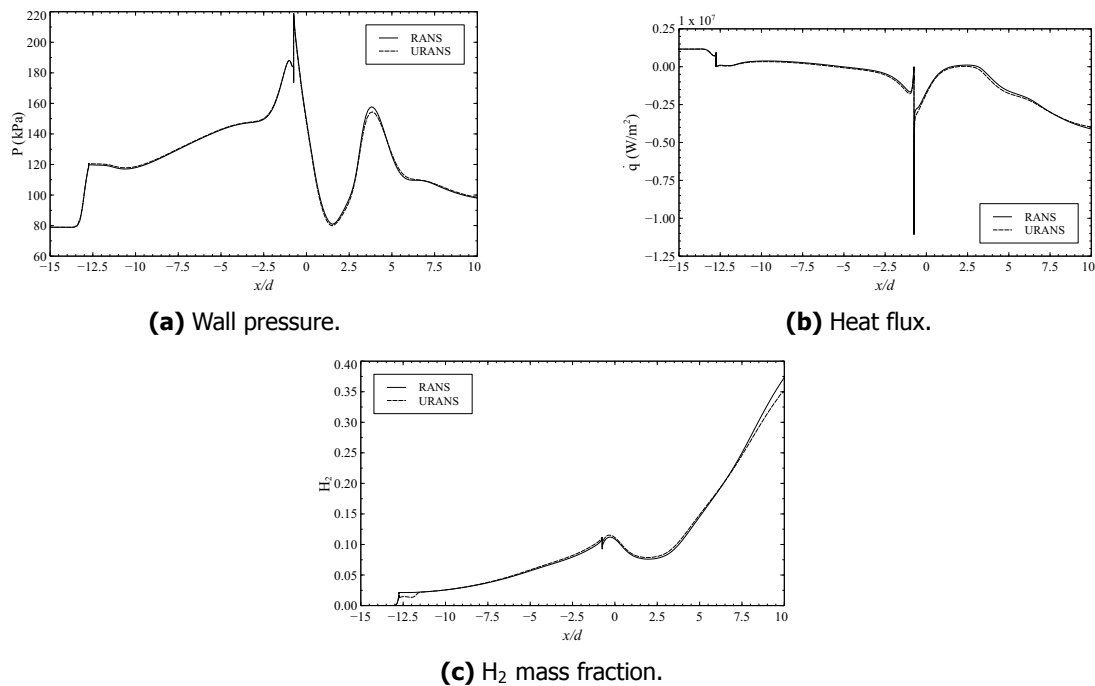 220
200
180
160
140
120
100
80
60
P (kPa)
RANS
URANS
−15 −12.5 −10 −7.5 −5 −2.5 0 2.5 5 7.5 10
x/d
(a) Wall pressure.
1 x 10⁷
0.25
0.00
−0.25
−0.50
−0.75
−1.00
−1.25
q̇ (W/m²)
RANS
URANS
−15 −12.5 −10 −7.5 −5 −2.5 0 2.5 5 7.5 10
x/d
(b) Heat flux.
0.40
0.35
0.30
0.25
0.20
0.15
0.10
0.05
0.00
H₂
RANS
URANS
−15 −12.5 −10 −7.5 −5 −2.5 0 2.5 5 7.5 10
x/d
(c) H₂ mass fraction.